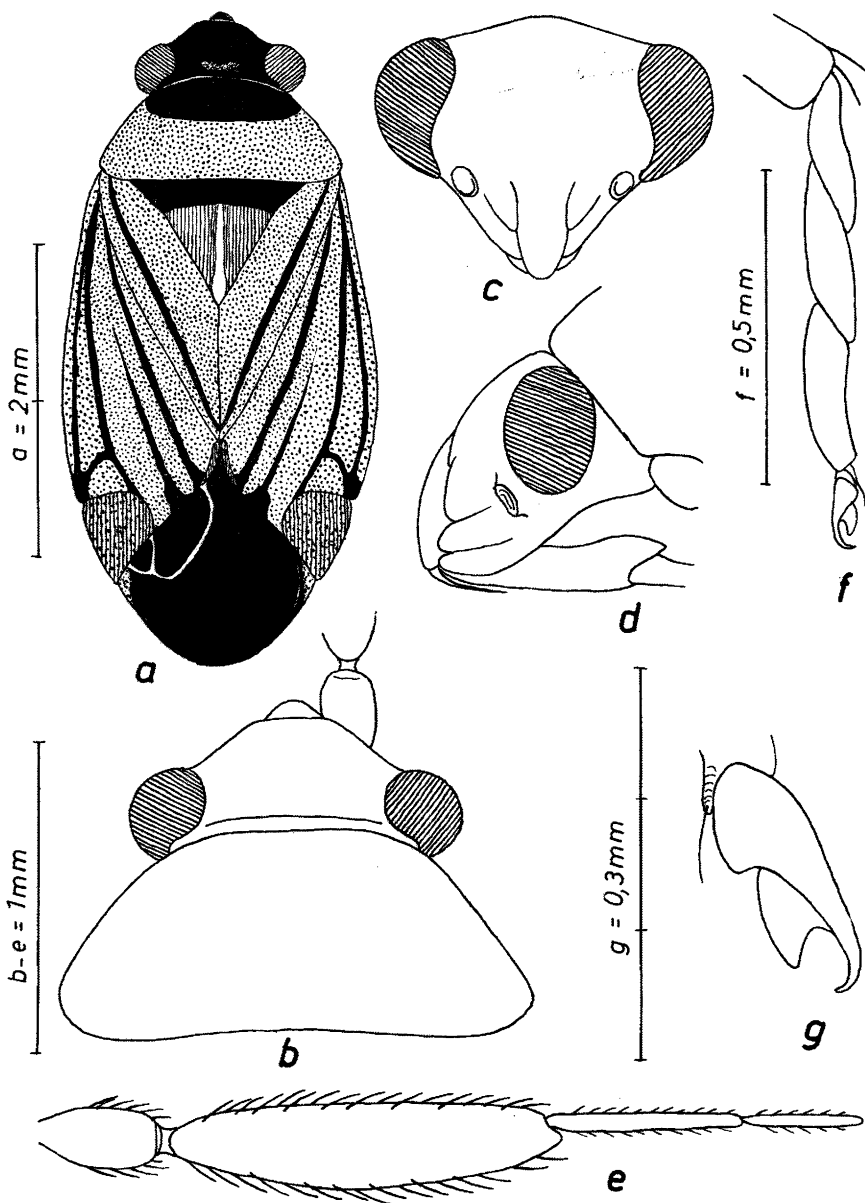 a = 2mm
a
c
d
f = 0,5mm
f
b-e = 1mm
b
g = 0,3mm
g
e